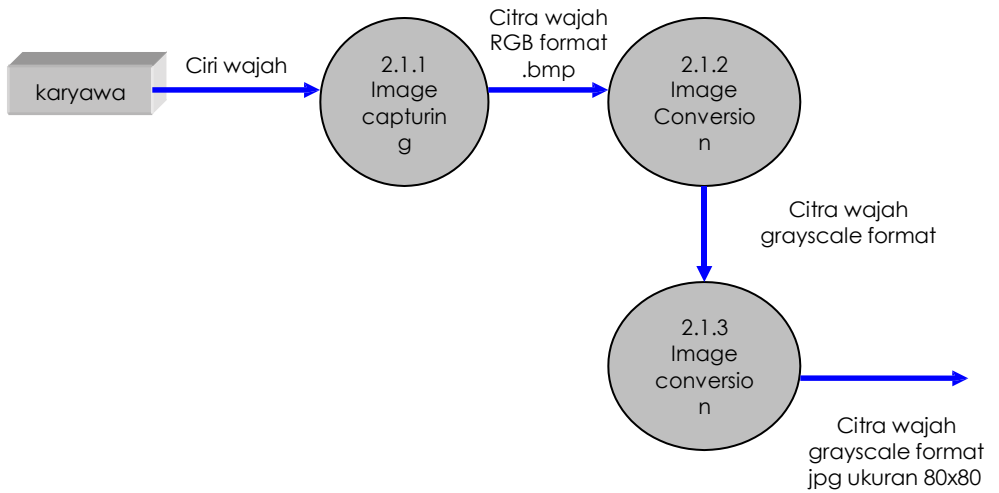 karyawa
Ciri wajah
2.1.1
Image
capturin
g
Citra wajah
RGB format
.bmp
2.1.2
Image
Conversio
n
Citra wajah
grayscale format
2.1.3
Image
conversio
n
Citra wajah
grayscale format
jpg ukuran 80x80